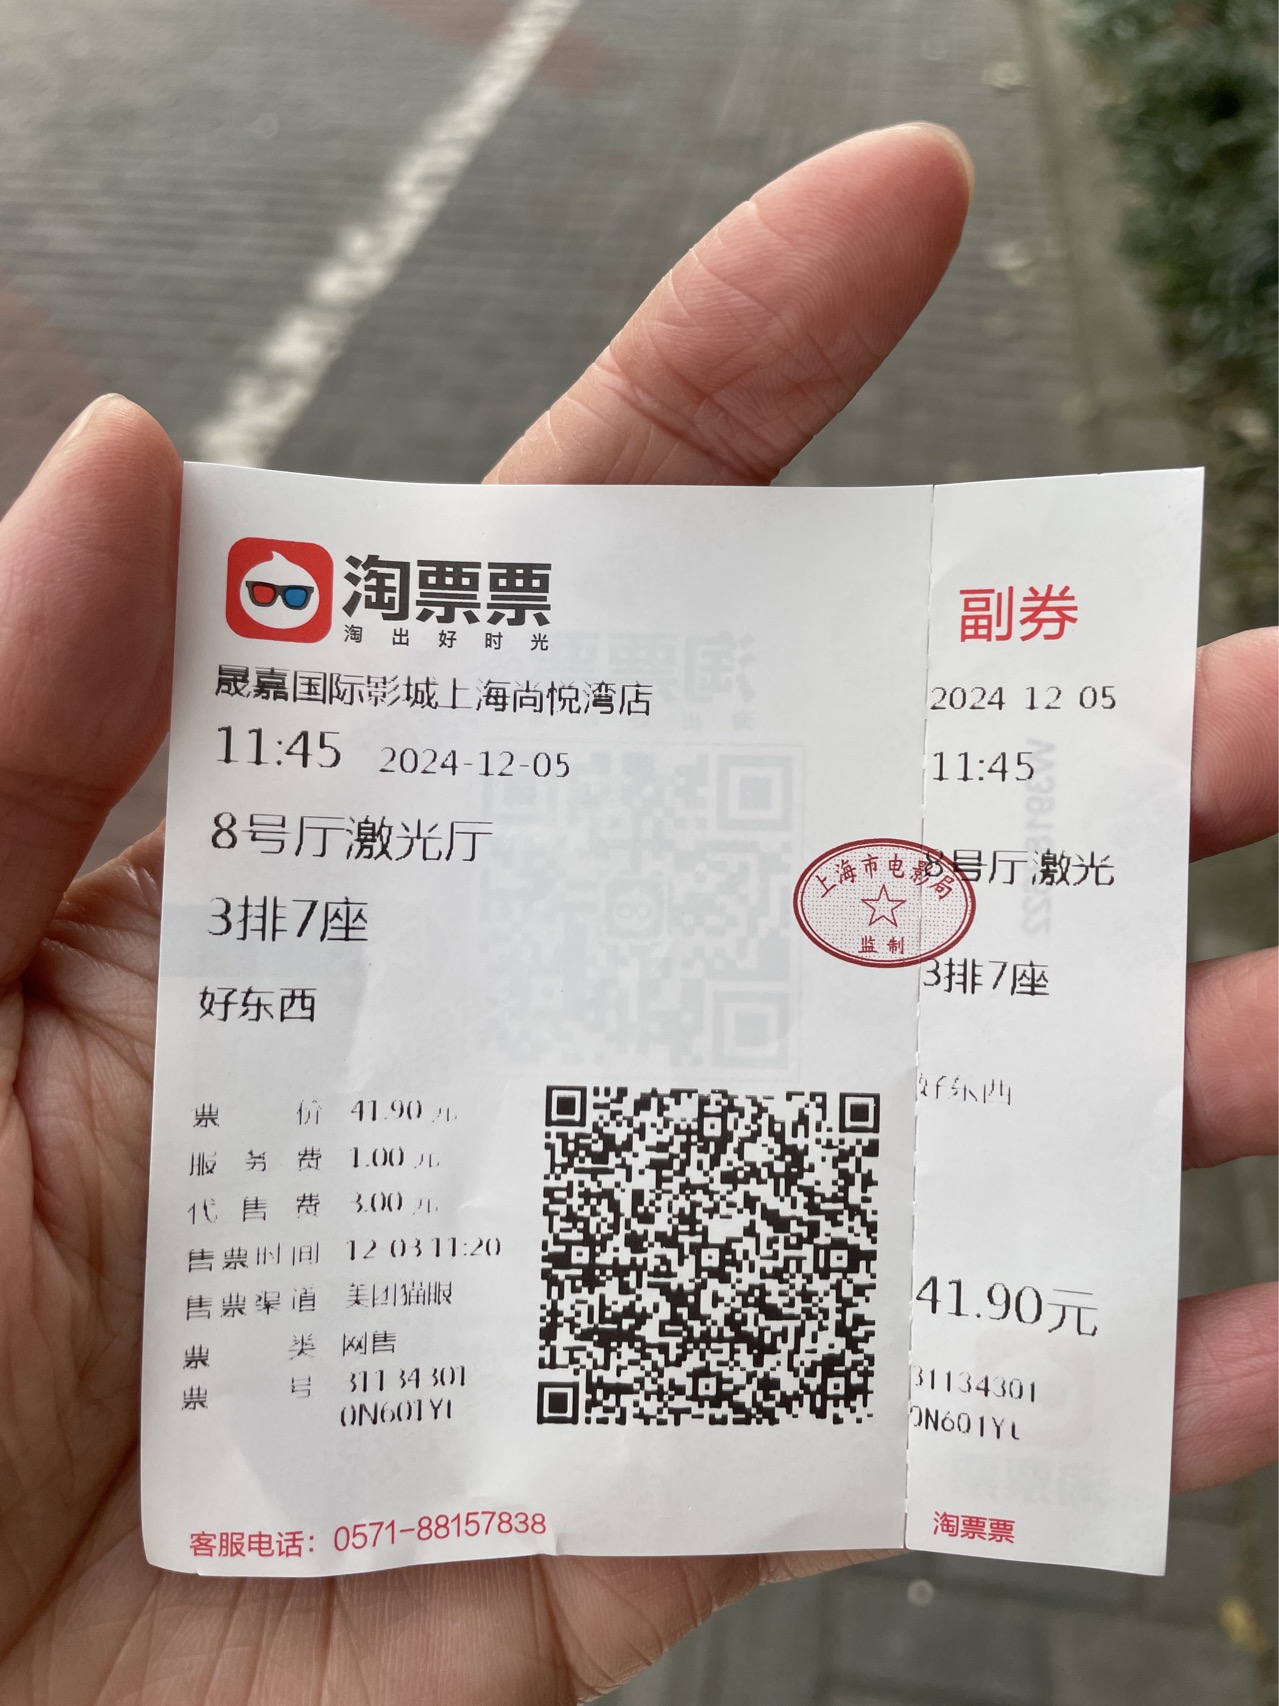 淘票票
淘出好时光
晟嘉国际影城上海尚悦湾店
11:45 2024-12-05
8号厅激光厅
3排7座
好东西
票价 41.90元
服务费 1.00元
代售费 3.00元
售票时间 12-03 11:20
售票渠道 美团猫眼
票类 网售
票号 31134301
0N601Y
客服电话：0571-88157838
上海市电影局
监制
副券
2024 12 05
11:45
8号厅激光
3排7座
好东西
41.90元
31134301
0N601Y
淘票票